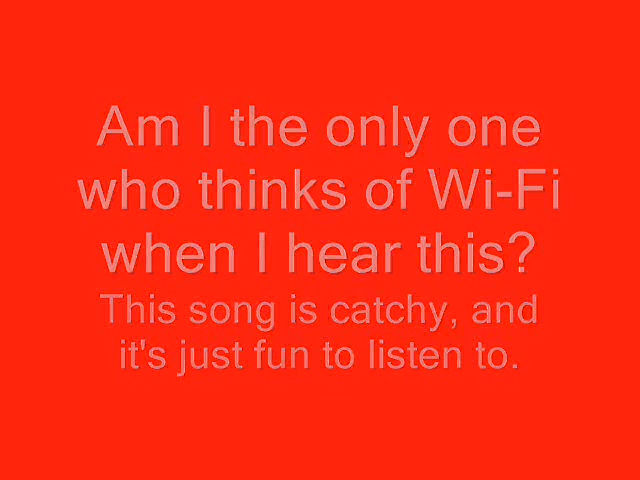 Am I the only one
who thinks of Wi-Fi
when I hear this?
This song is catchy, and
it's just fun to listen to.